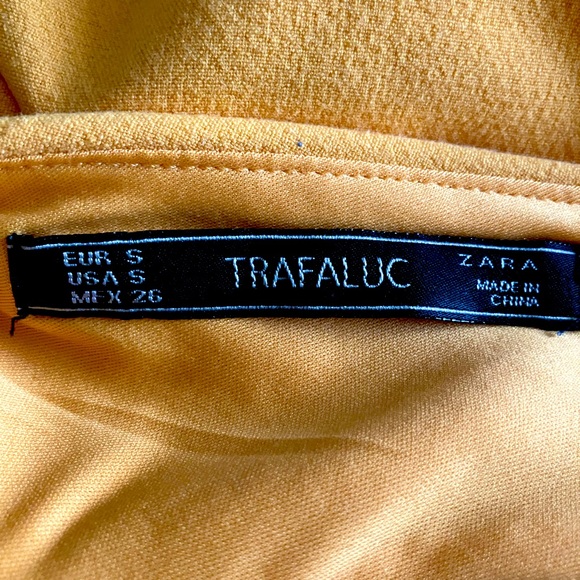 EUR S
USA S
MEX 26
TRAFALUC
ZARA
MADE IN
CHINA